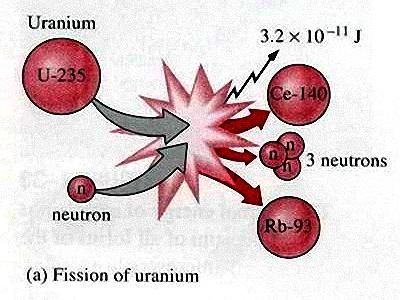 Uranium
U-235
3.2 × 10⁻¹¹ J
Ce-140
n
n
n
3 neutrons
n
neutron
Rb-93
(a) Fission of uranium